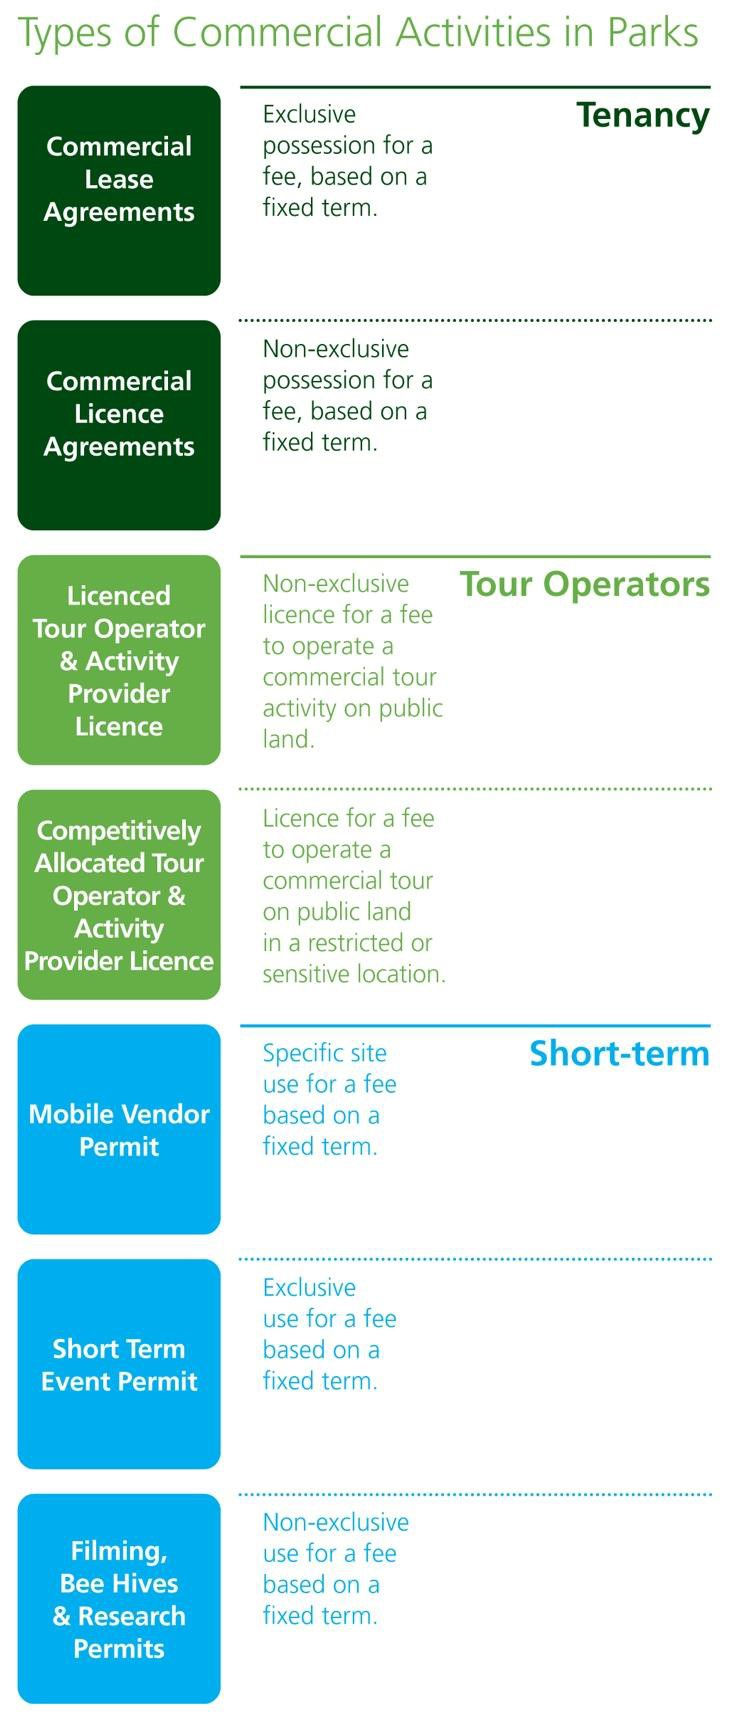 Types of Commercial Activities in Parks
Commercial
Lease
Agreements
Exclusive
possession for a
fee, based on a
fixed term.
Tenancy
Commercial
Licence
Agreements
Non-exclusive
possession for a
fee, based on a
fixed term.
Licenced
Tour Operator
& Activity
Provider
Licence
Non-exclusive
licence for a fee
to operate a
commercial tour
activity on public
land.
Tour Operators
Competitively
Allocated Tour
Operator &
Activity
Provider Licence
Licence for a fee
to operate a
commercial tour
on public land
in a restricted or
sensitive location.
Mobile Vendor
Permit
Specific site
use for a fee
based on a
fixed term.
Short-term
Short Term
Event Permit
Exclusive
use for a fee
based on a
fixed term.
Filming,
Bee Hives
& Research
Permits
Non-exclusive
use for a fee
based on a
fixed term.